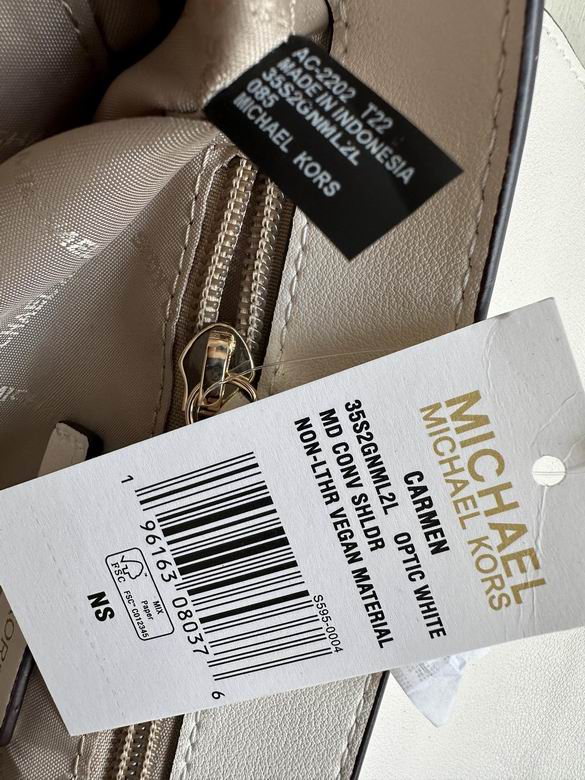 AC-2202 T22
MADE IN INDONESIA
35S2GNML2L
085
MICHAEL KORS
MICHAEL
MICHAEL KORS
CARMEN
35S2GNML2L OPTIC WHITE
MD CONV SHLDR
NON-LTHR VEGAN MATERIAL
S595-0004
1 96163 08037 6
FSC
MIX
Paper
FSC™ C012345
NS